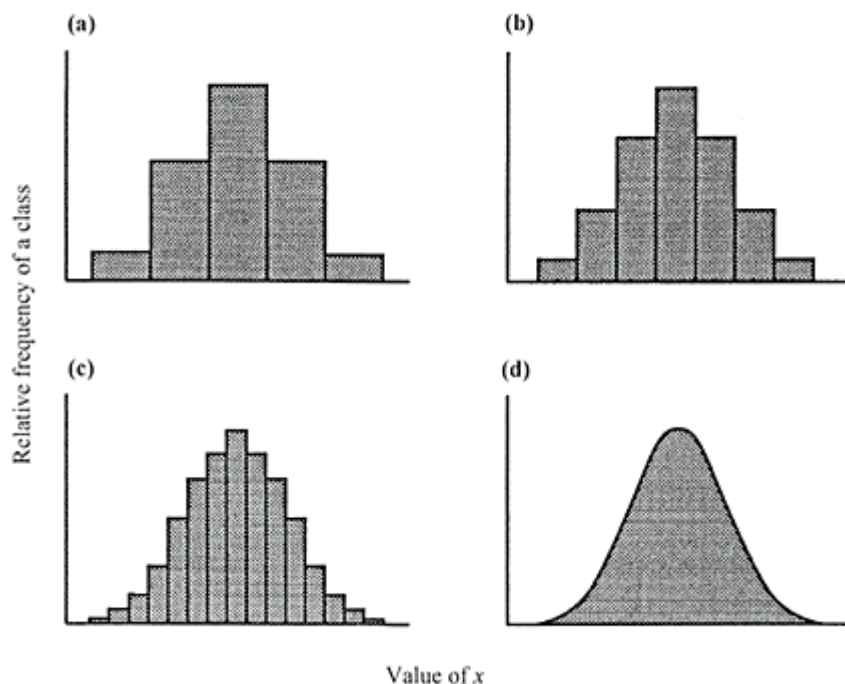 (a)
(b)
Relative frequency of a class
(c)
(d)
Value of x